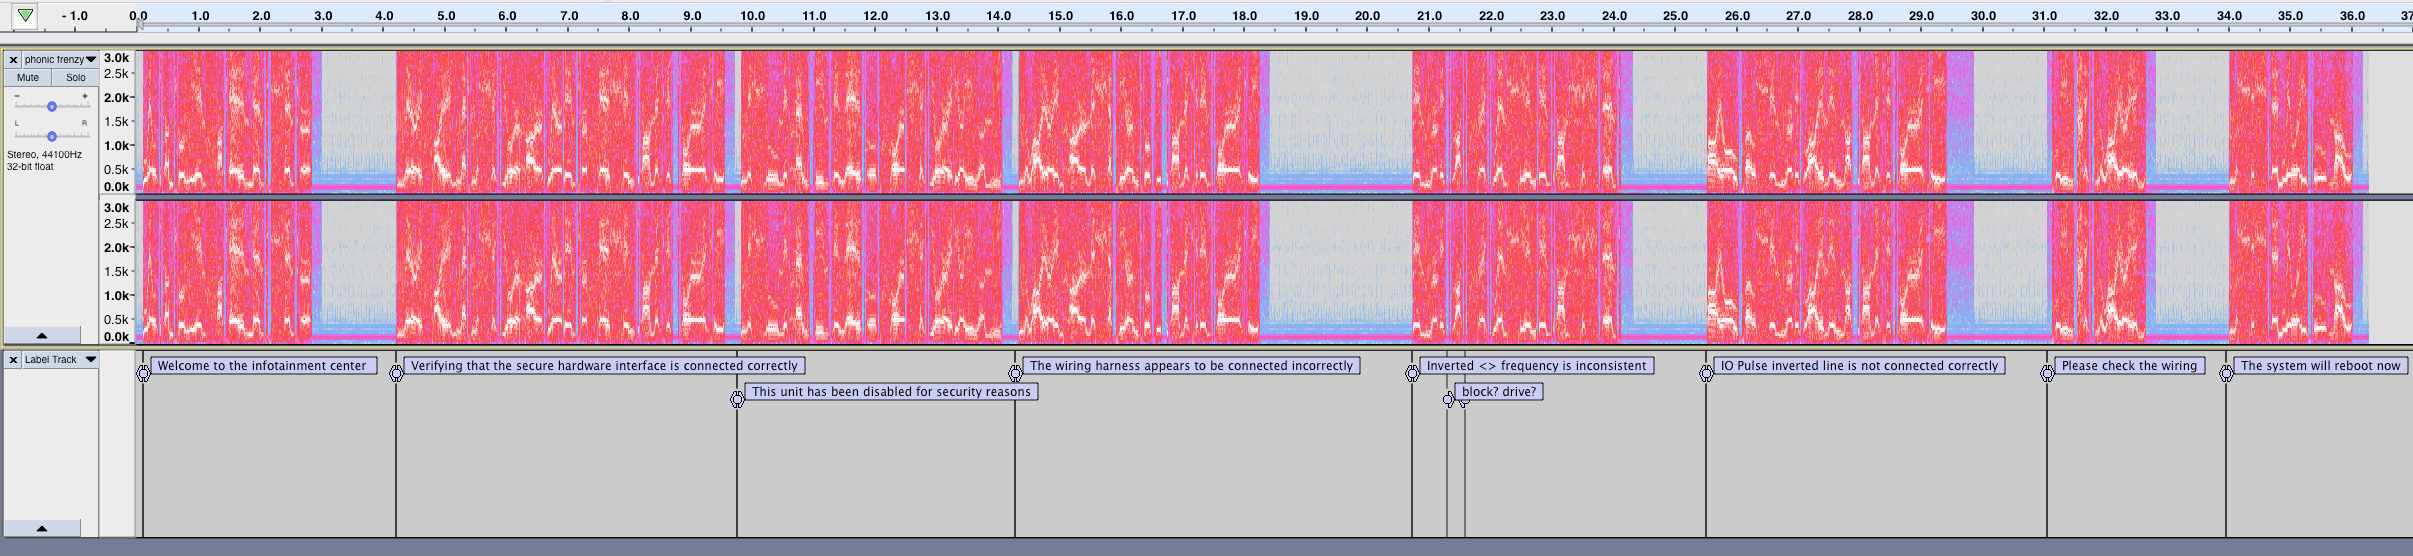 - 1.0 0.0 1.0 2.0 3.0 4.0 5.0 6.0 7.0 8.0 9.0 10.0 11.0 12.0 13.0 14.0 15.0 16.0 17.0 18.0 19.0 20.0 21.0 22.0 23.0 24.0 25.0 26.0 27.0 28.0 29.0 30.0 31.0 32.0 33.0 34.0 35.0 36.0 37
phonic frenzy
Mute Solo
- +
L R
Stereo, 44100Hz
32-bit float
3.0k
2.5k
2.0k
1.5k
1.0k
0.5k
0.0k
3.0k
2.5k
2.0k
1.5k
1.0k
0.5k
0.0k
Label Track
Welcome to the infotainment center
Verifying that the secure hardware interface is connected correctly
The wiring harness appears to be connected incorrectly
Inverted <> frequency is inconsistent
IO Pulse inverted line is not connected correctly
Please check the wiring
The system will reboot now
This unit has been disabled for security reasons
block? drive?